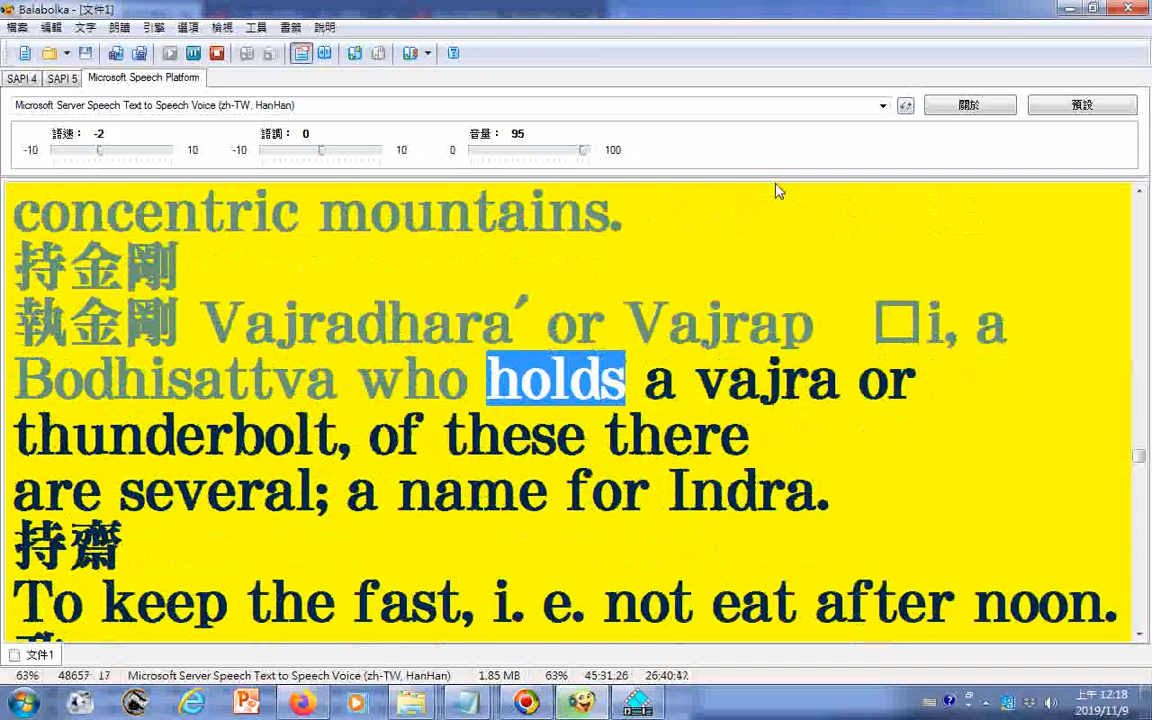 Balabolka - [文件1]
檔案 編輯 文字 朗讀 引擎 選項 檢視 工具 書籤 說明
SAPI 4 SAPI 5 Microsoft Speech Platform
Microsoft Server Speech Text to Speech Voice (zh-TW, HanHan)
關於 預設
語速： -2 語調： 0 音量： 95
-10 10 -10 10 0 100
concentric mountains.
持金剛
執金剛 Vajradhara′ or Vajrap □i, a
Bodhisattva who holds a vajra or
thunderbolt, of these there
are several; a name for Indra.
持齋
To keep the fast, i. e. not eat after noon.
文件1
63% 48657: 17 Microsoft Server Speech Text to Speech Voice (zh-TW, HanHan) 1.85 MB 63% 45:31:26 26:40:47
上午 12:18
2019/11/9